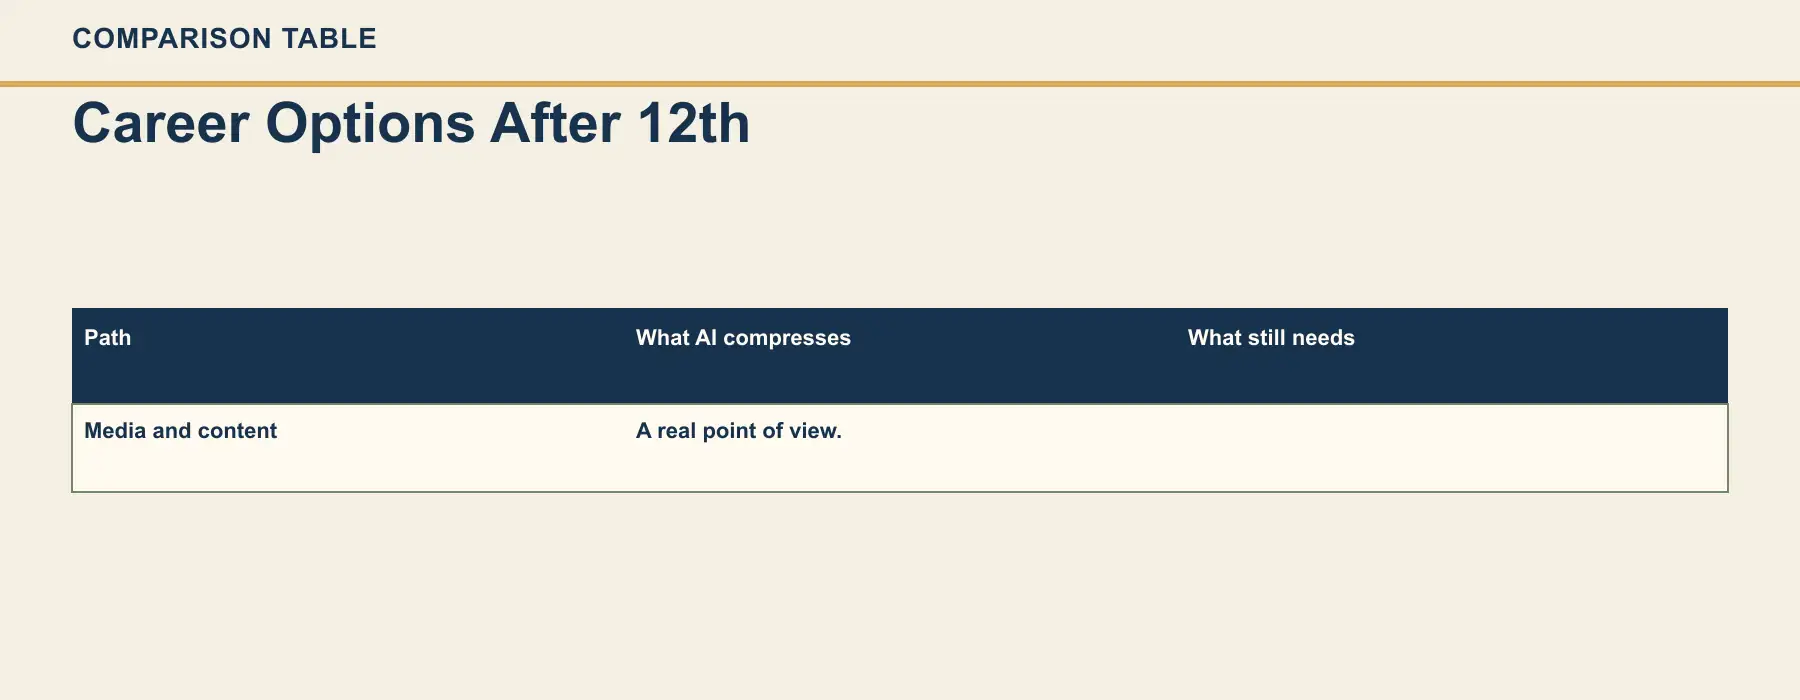 COMPARISON TABLE
Career Options After 12th
Path What AI compresses What still needs
Media and content A real point of view.